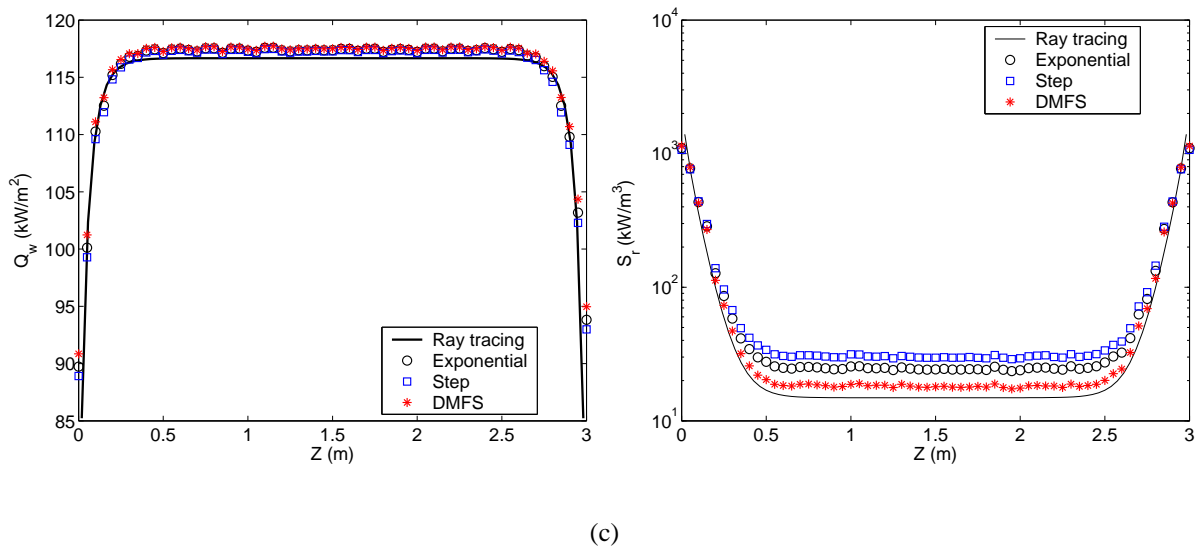 120
115
110
105
100
95
90
85
Q_w (kW/m^2)
0 0.5 1 1.5 2 2.5 3
Z (m)
Ray tracing
Exponential
Step
DMFS
10^4
10^3
10^2
10^1
S_r (kW/m^3)
0 0.5 1 1.5 2 2.5 3
Z (m)
Ray tracing
Exponential
Step
DMFS
(c)